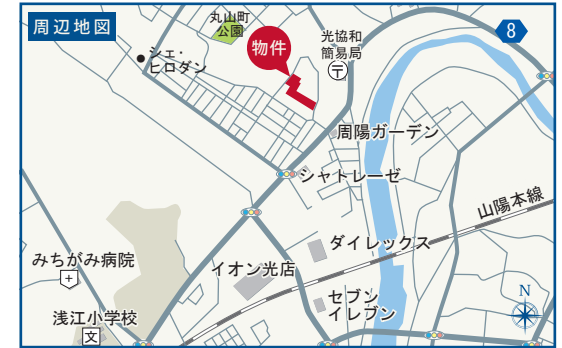 周辺地図
丸山町
公園
物件
光協和
簡易局
8
シェ・
ヒロダン
周陽ガーデン
シャトレーゼ
山陽本線
みちがみ病院
ダイレックス
イオン光店
浅江小学校
文
セブン
イレブン
N